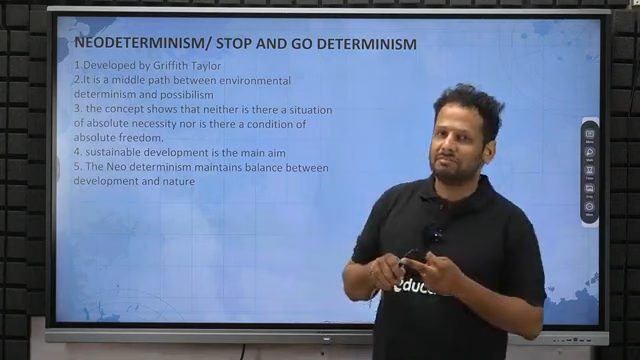 NEODETERMINISM/ STOP AND GO DETERMINISM
1.Developed by Griffith Taylor
2.It is a middle path between environmental
determinism and possibilism
3. the concept shows that neither is there a situation
of absolute necessity nor is there a condition of
absolute freedom.
4. sustainable development is the main aim
5. The Neo determinism maintains balance between
development and nature